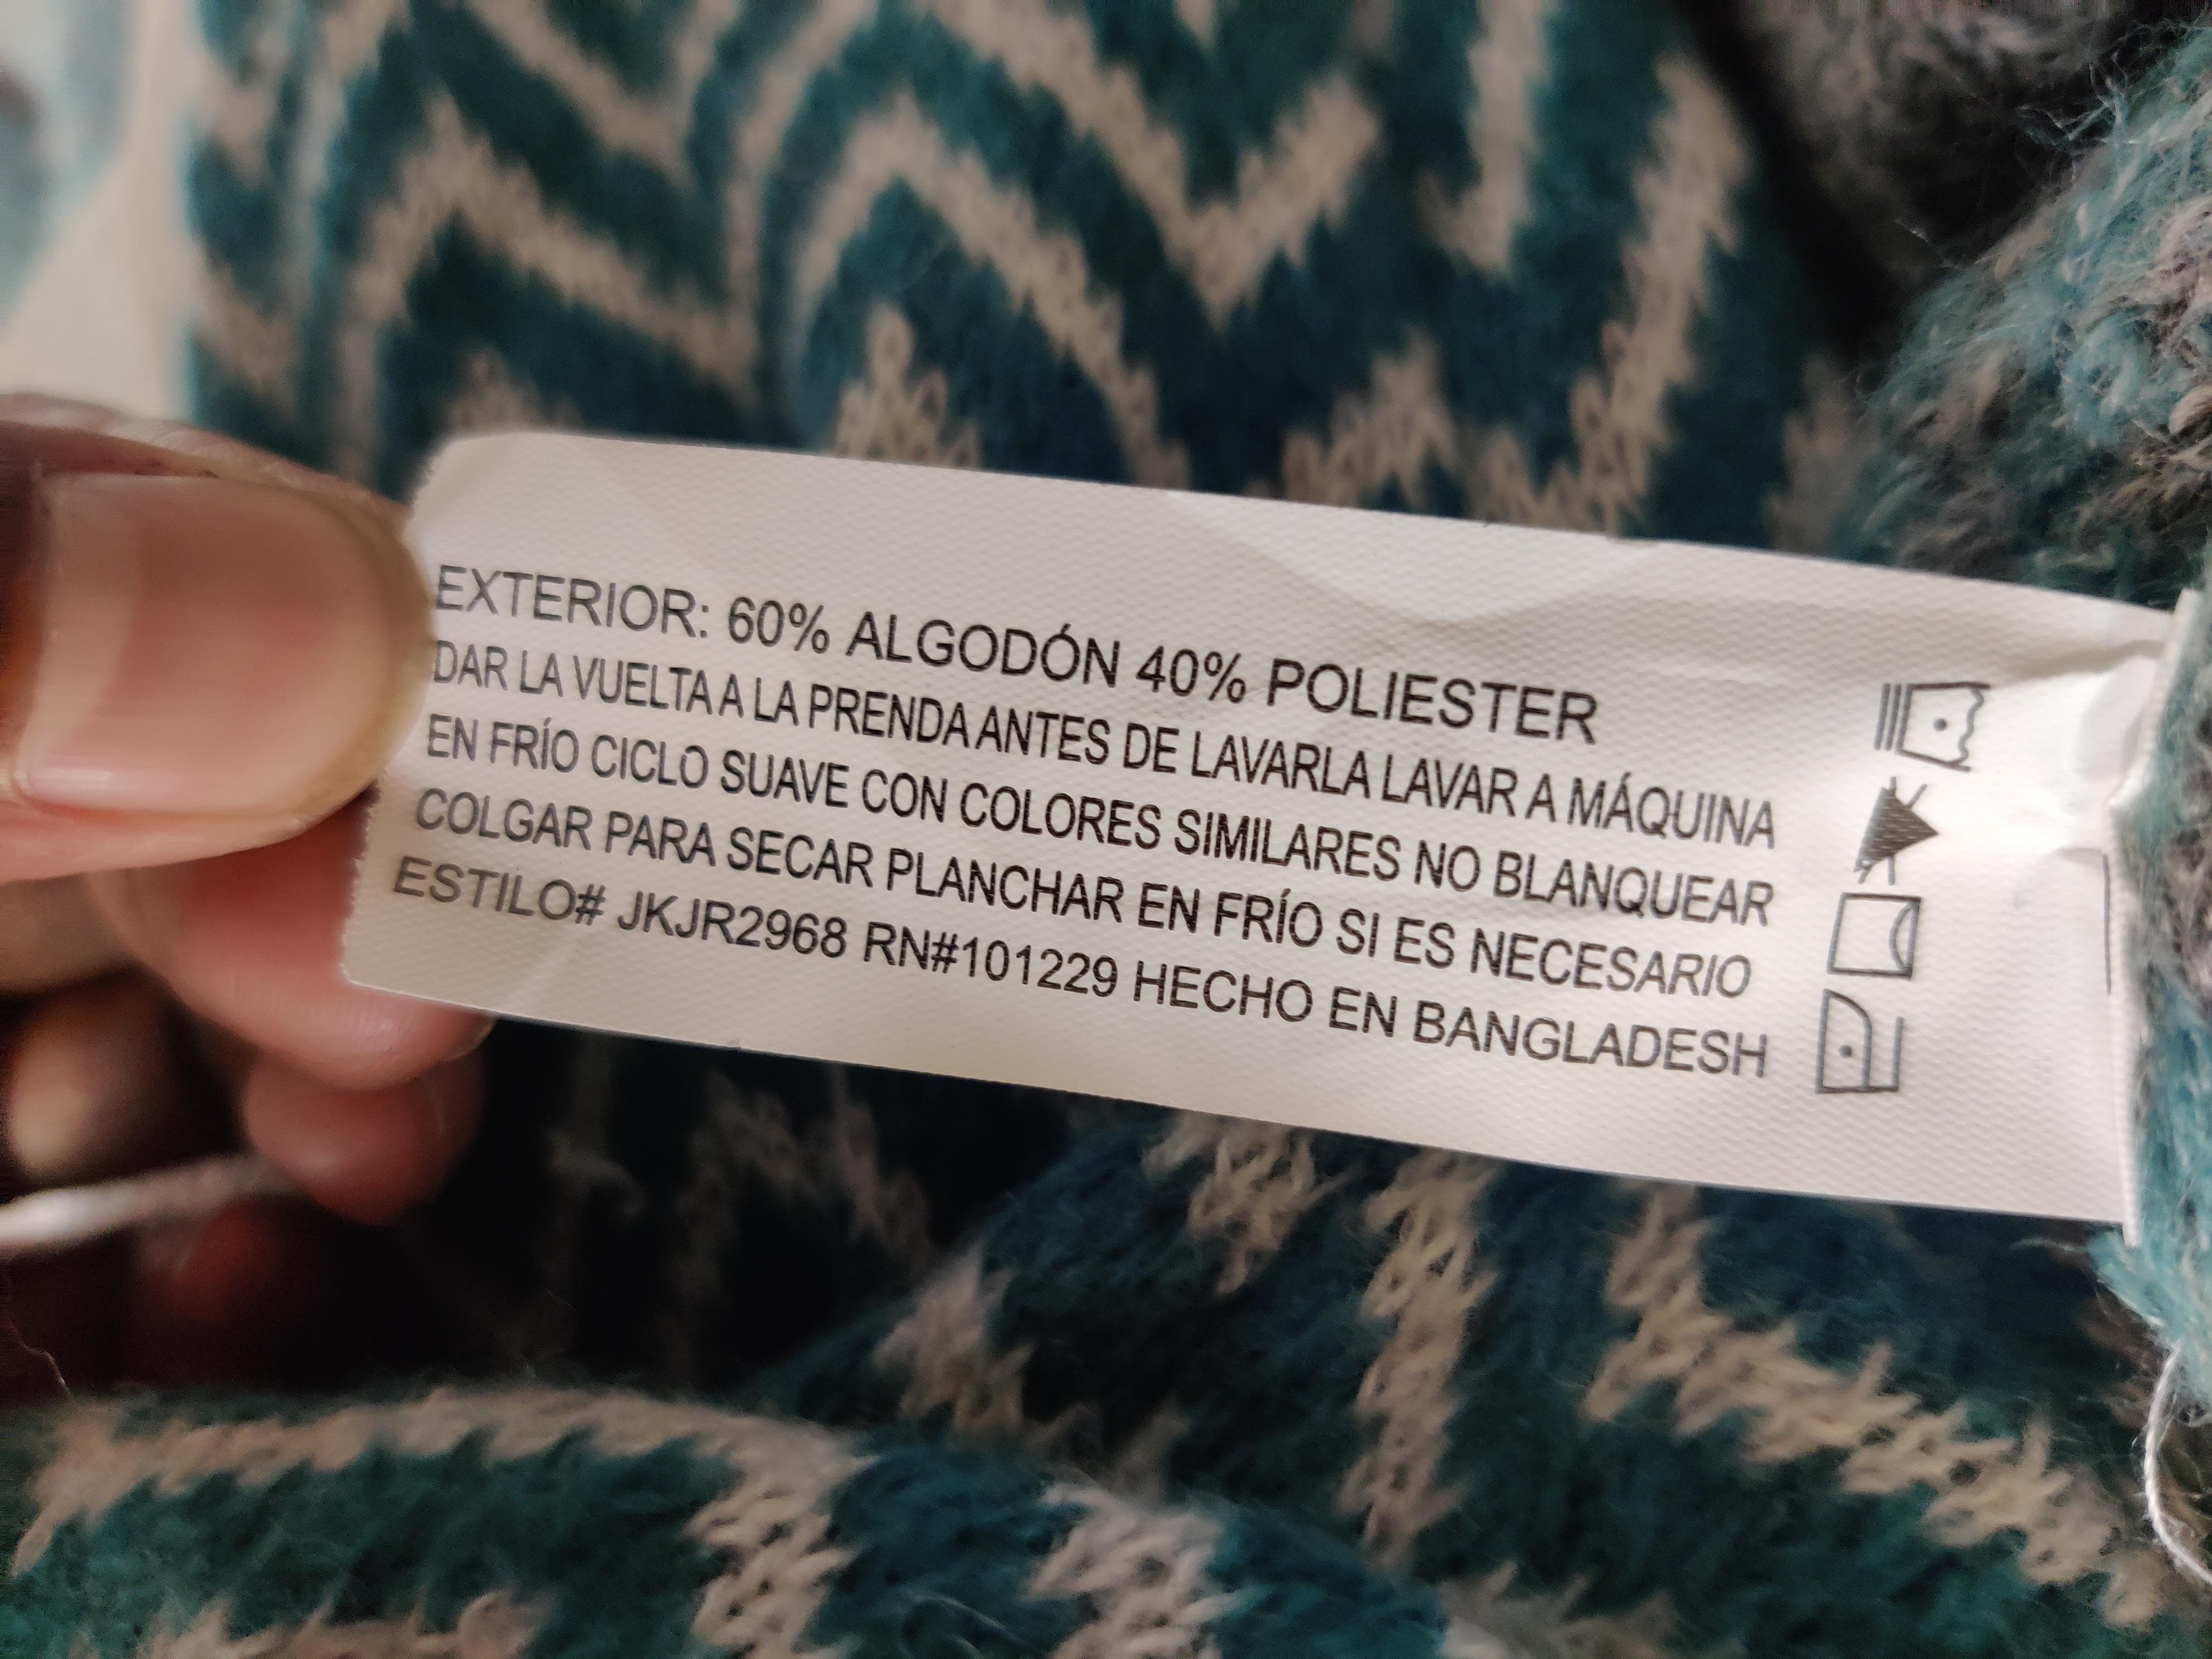 EXTERIOR: 60% ALGODÓN 40% POLIESTER
DAR LA VUELTA A LA PRENDA ANTES DE LAVARLA LAVAR A MÁQUINA
EN FRÍO CICLO SUAVE CON COLORES SIMILARES NO BLANQUEAR
COLGAR PARA SECAR PLANCHAR EN FRÍO SI ES NECESARIO
ESTILO# JKJR2968 RN#101229 HECHO EN BANGLADESH